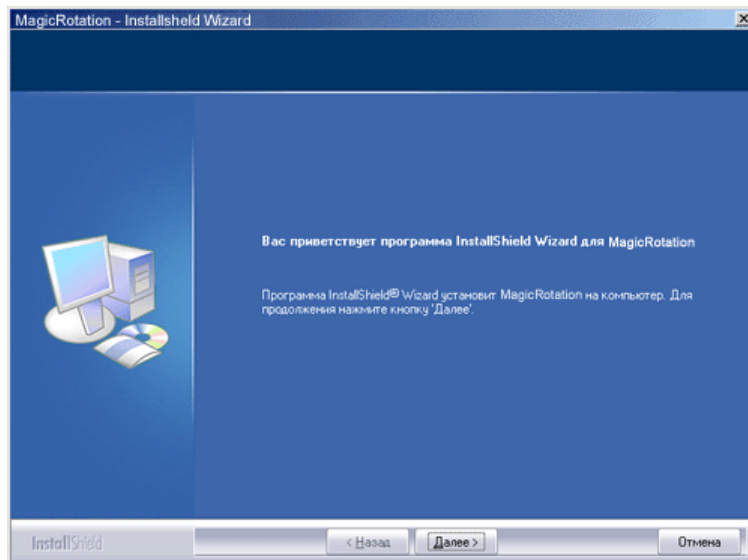 MagicRotation - Installsheld Wizard
Вас приветствует программа InstallShield Wizard для MagicRotation
Программа InstallShield® Wizard установит MagicRotation на компьютер. Для
продолжения нажмите кнопку 'Далее'.
InstallShield
< Назад Далее > Отмена